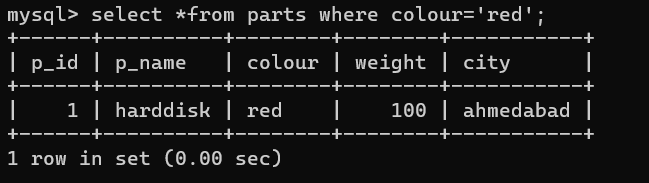 mysql> select *from parts where colour='red';
+------+----------+--------+--------+-----------+
| p_id | p_name   | colour | weight | city      |
+------+----------+--------+--------+-----------+
|    1 | harddisk | red    |    100 | ahmedabad |
+------+----------+--------+--------+-----------+
1 row in set (0.00 sec)